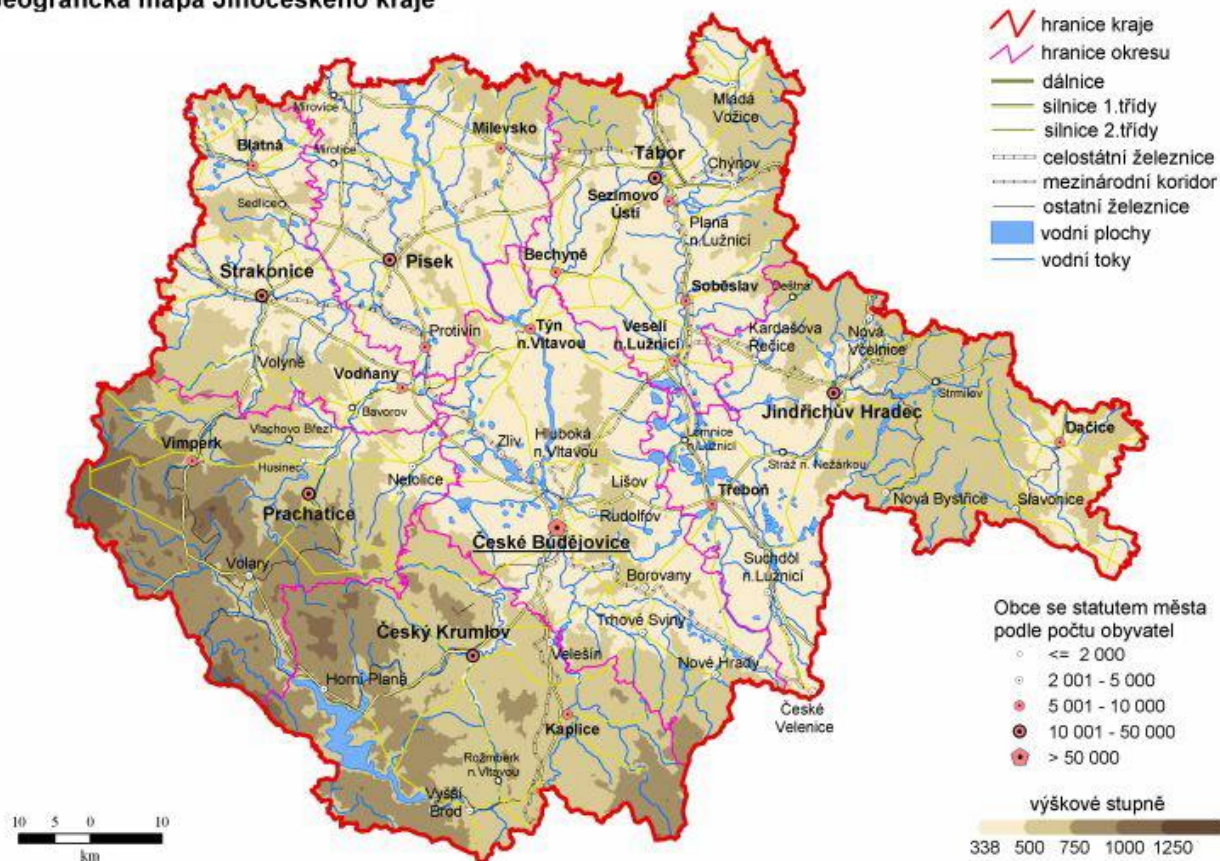 geografická mapa Jihočeského kraje
hranice kraje
hranice okresu
dálnice
silnice 1.třídy
silnice 2.třídy
celostátní železnice
mezinárodní koridor
ostatní železnice
vodní plochy
vodní toky
Mirovice
Mladá
Vožice
Milevsko
Blatná
Mirotice
Tábor
Chýnov
Sedlice
Sezimovo
Ústí
Planá
n.Lužnicí
Písek
Bechyně
Strakonice
Soběslav
Deštná
Protivín
Týn
n.Vltavou
Veselí
n.Lužnicí
Kardašova
Řečice
Nová
Včelnice
Volyně
Vodňany
Strmilov
Bavorov
Jindřichův Hradec
Vlachovo Březí
Vimperk
Zliv
Hluboká
n.Vltavou
Lomnice
n.Lužnicí
Dačice
Husinec
Netolice
Stráž n. Nežárkou
Lišov
Třeboň
Nová Bystřice
Slavonice
Prachatice
Rudolfov
České Budějovice
Volary
Suchdol
n.Lužnicí
Borovany
Trhové Sviny
Český Krumlov
Velešín
Nové Hrady
Horní Planá
České
Velenice
Kaplice
Rožmberk
n.Vltavou
Vyšší
Brod
Obce se statutem města
podle počtu obyvatel
<= 2 000
2 001 - 5 000
5 001 - 10 000
10 001 - 50 000
> 50 000
výškové stupně
338 500 750 1000 1250
10 5 0 10
km